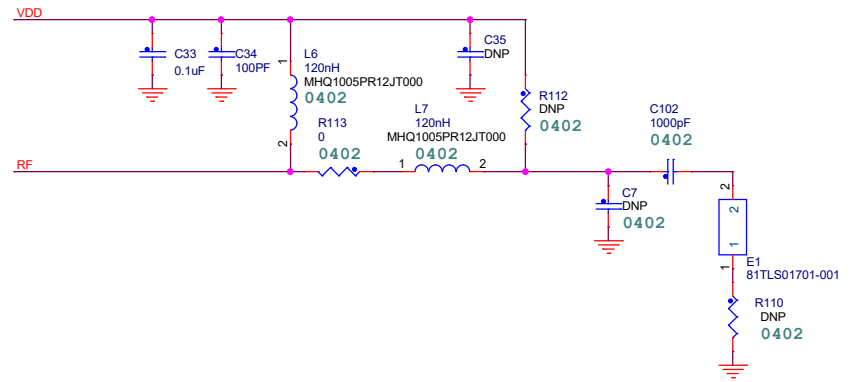 VDD
C33
0.1uF
C34
100PF
1
L6
120nH
MHQ1005PR12JT000
0402
2
C35
DNP
R112
DNP
0402
R113
0
0402
L7
120nH
MHQ1005PR12JT000
0402
1
2
C102
1000pF
0402
RF
C7
DNP
0402
2
2
1
1
E1
81TLS01701-001
R110
DNP
0402